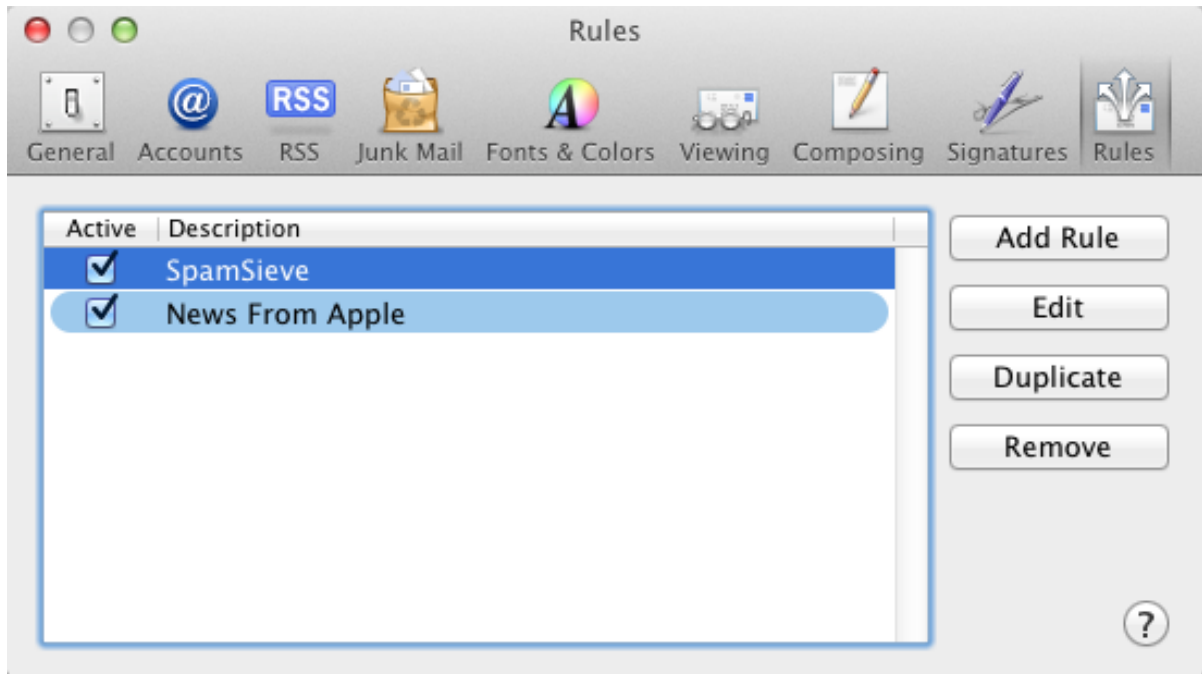 Rules
General Accounts RSS RSS Junk Mail Fonts & Colors Viewing Composing Signatures Rules
Active Description
SpamSieve
News From Apple
Add Rule
Edit
Duplicate
Remove
?